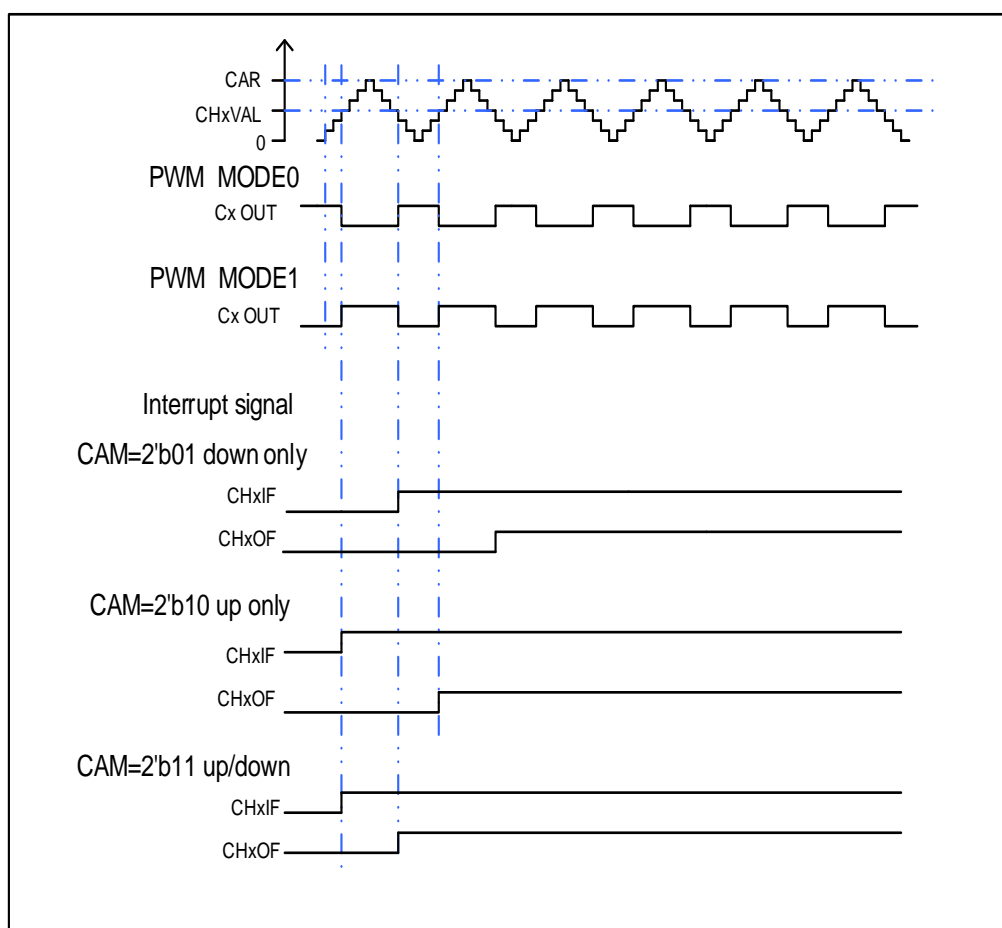 CAR
CHxVAL
0
PWM MODE0
Cx OUT
PWM MODE1
Cx OUT
Interrupt signal
CAM=2'b01 down only
CHxIF
CHxOF
CAM=2'b10 up only
CHxIF
CHxOF
CAM=2'b11 up/down
CHxIF
CHxOF